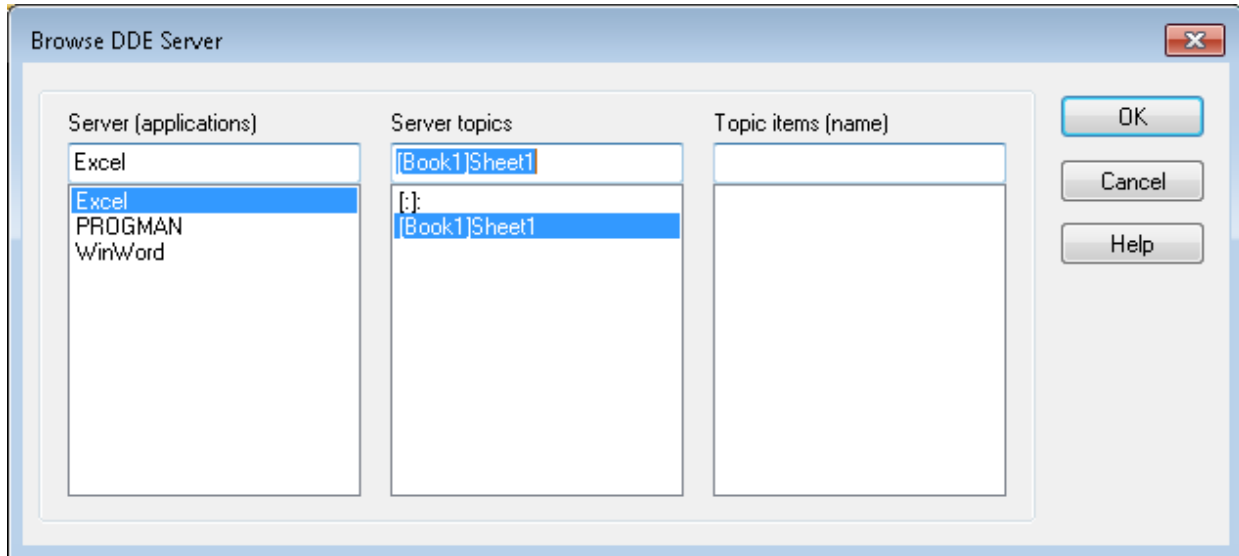 Browse DDE Server
Server (applications)
Excel
Excel
PROGMAN
WinWord
Server topics
[Book1]Sheet1
[:]:
[Book1]Sheet1
Topic items (name)
OK
Cancel
Help